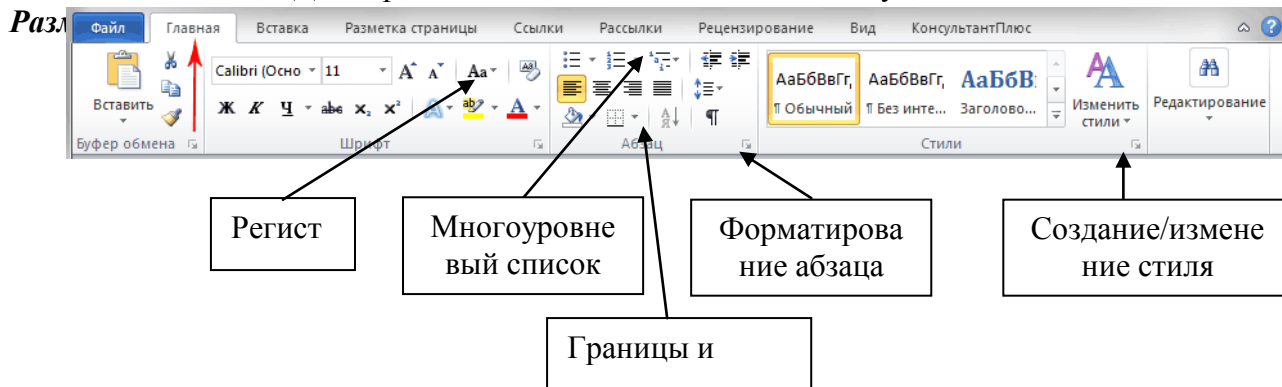 Разм
Файл Главная Вставка Разметка страницы Ссылки Рассылки Рецензирование Вид КонсультантПлюс
Calibri (Осно 11 Aa
Вставить
Ж К Ч abc x₂ x² ab A
АаБбВвГг, АаБбВвГг, АаБбВ
¶ Обычный ¶ Без инте... Заголово...
Изменить стили
Редактирование
Буфер обмена Шрифт Абзац Стили
Регист
Многоуровне
вый список
Форматирова
ние абзаца
Создание/измене
ние стиля
Границы и